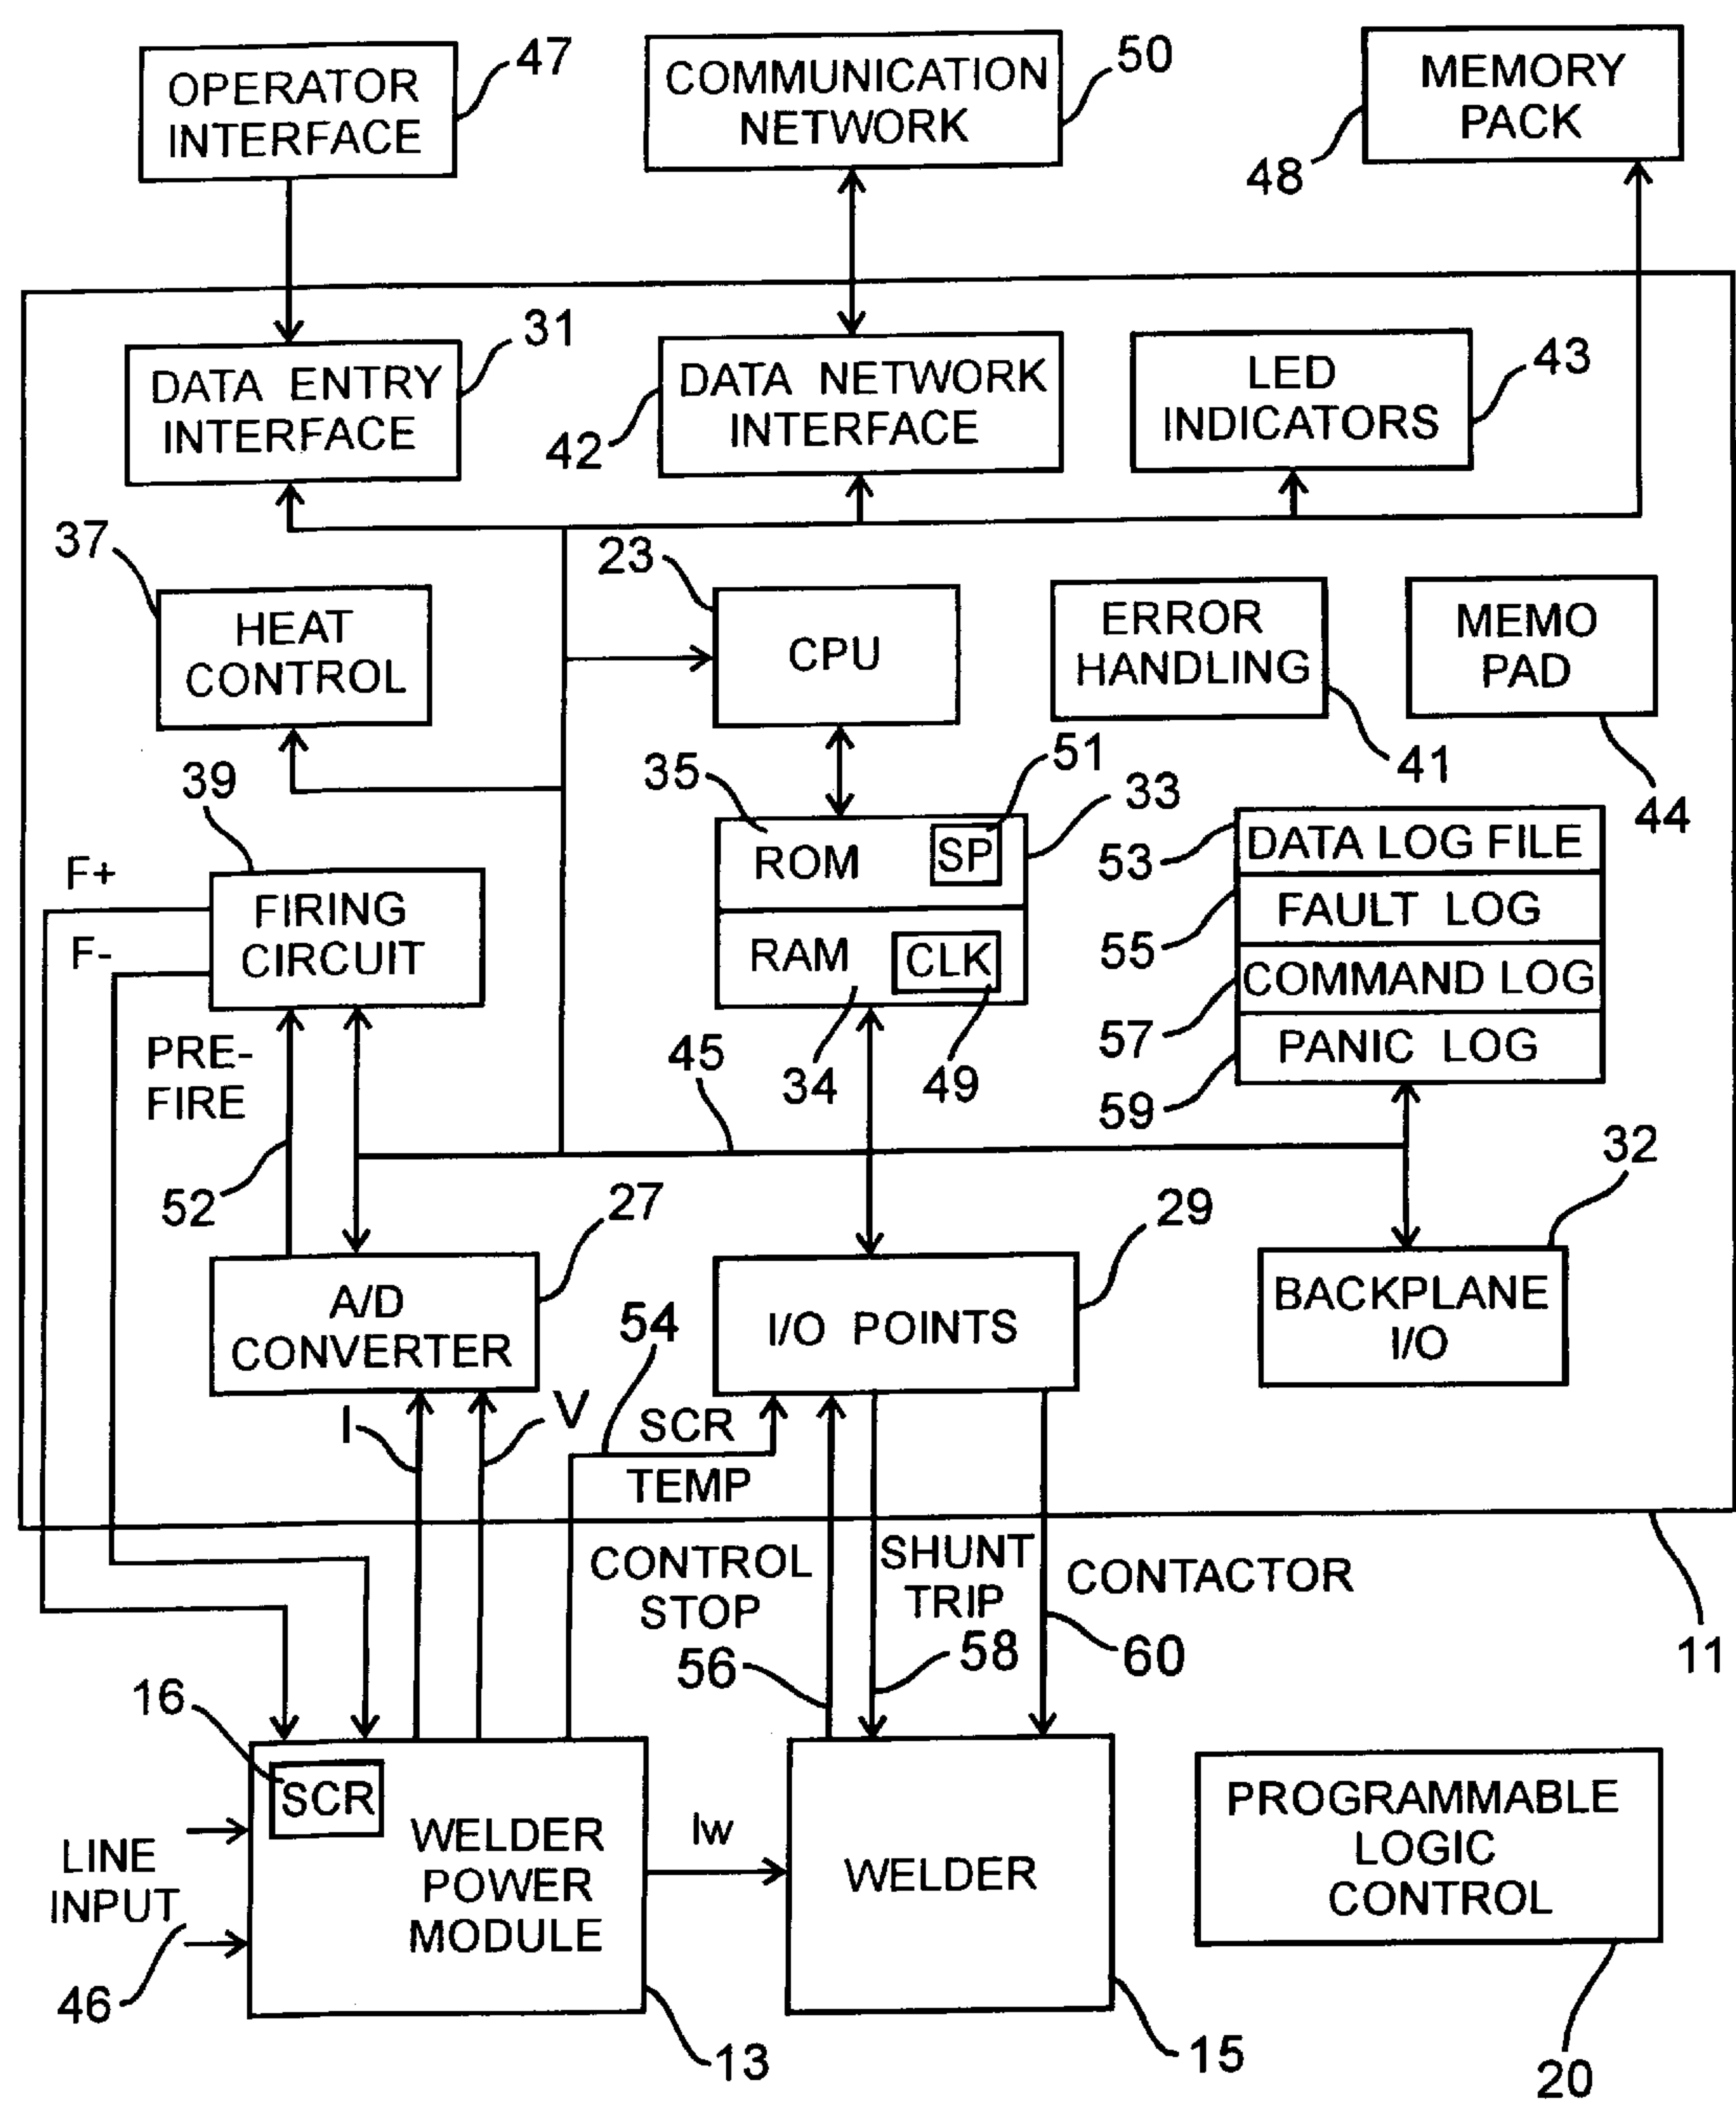 OPERATOR
INTERFACE
47
COMMUNICATION
NETWORK
50
MEMORY
PACK
48
DATA ENTRY
INTERFACE
31
DATA NETWORK
INTERFACE
42
LED
INDICATORS
43
37
HEAT
CONTROL
23
CPU
ERROR
HANDLING
41
MEMO
PAD
44
39
F+
F-
FIRING
CIRCUIT
35
ROM
SP
51
33
RAM
CLK
34
49
53
DATA LOG FILE
55
FAULT LOG
57
COMMAND LOG
59
PANIC LOG
PRE-
FIRE
52
45
32
27
A/D
CONVERTER
29
I/O POINTS
BACKPLANE
I/O
54
I
V
SCR
TEMP
CONTROL
STOP
56
SHUNT
TRIP
58
CONTACTOR
60
11
16
SCR
LINE
INPUT
46
WELDER
POWER
MODULE
13
Iw
WELDER
15
PROGRAMMABLE
LOGIC
CONTROL
20